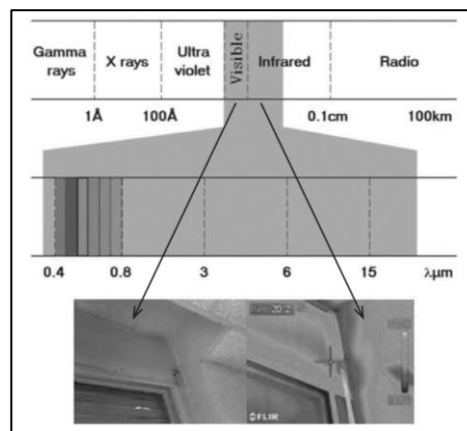 Gamma rays X rays Ultra violet Visible Infrared Radio
1Å 100Å 0.1cm 100km
0.4 0.8 3 6 15 λμm
FLIR